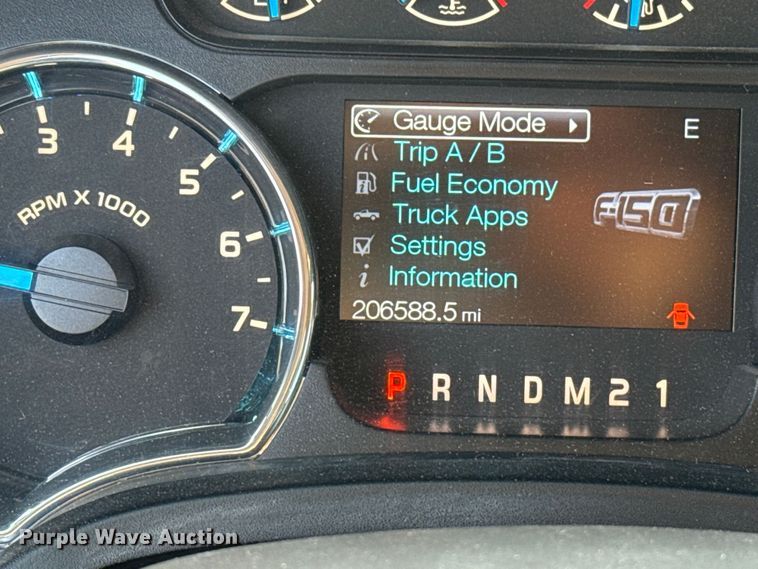 3
4
5
6
7
RPM X 1000
Gauge Mode
E
Trip A / B
Fuel Economy
F-150
Truck Apps
Settings
i Information
206588.5 mi
P R N D M 2 1
Purple Wave Auction